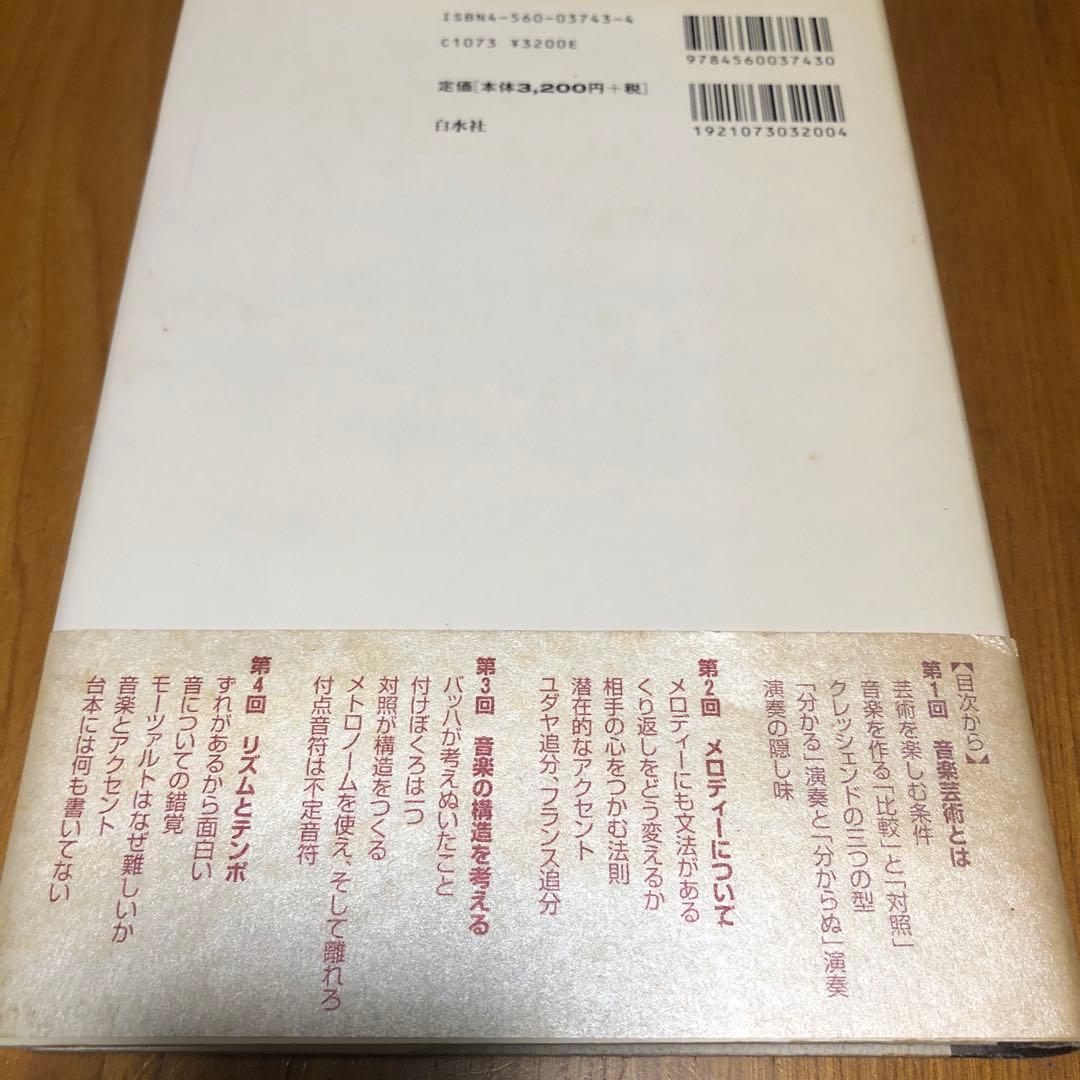 ISBN4-560-03743-4
C1073 ¥3200E
定価[本体3,200円+税]
白水社
9784560037430
1921073032004
【目次から】
第1回 音楽芸術とは
芸術を楽しむ条件
音楽を作る「比較」と「対照」
クレッシェンドの三つの型
「分かる」演奏と「分からぬ」演奏
演奏の隠し味
第2回 メロディーについて
メロディーにも文法がある
くり返しをどう変えるか
相手の心をつかむ法則
潜在的なアクセント
ユダヤ追分、フランス追分
第3回 音楽の構造を考える
バッハが考えぬいたこと
付けぼくろは一つ
対照が構造をつくる
メトロノームを使え、そして離れろ
付点音符は不定音符
第4回 リズムとテンポ
ずれがあるから面白い
音についての錯覚
モーツァルトはなぜ難しいか
音楽とアクセント
台本には何も書いてない